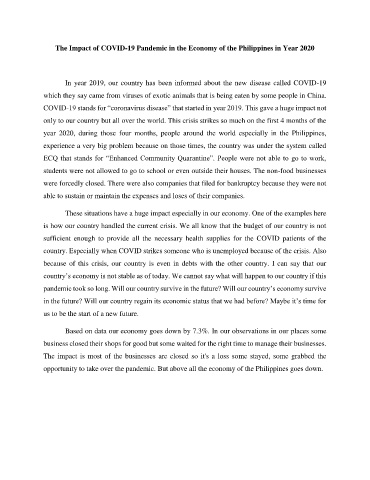 The Impact of COVID-19 Pandemic in the Economy of the Philippines in Year 2020
In year 2019, our country has been informed about the new disease called COVID-19
which they say came from viruses of exotic animals that is being eaten by some people in China.
COVID-19 stands for “coronavirus disease” that started in year 2019. This gave a huge impact not
only to our country but all over the world. This crisis strikes so much on the first 4 months of the
year 2020, during those four months, people around the world especially in the Philippines,
experience a very big problem because on those times, the country was under the system called
ECQ that stands for “Enhanced Community Quarantine”. People were not able to go to work,
students were not allowed to go to school or even outside their houses. The non-food businesses
were forcedly closed. There were also companies that filed for bankruptcy because they were not
able to sustain or maintain the expenses and loses of their companies.
These situations have a huge impact especially in our economy. One of the examples here
is how our country handled the current crisis. We all know that the budget of our country is not
sufficient enough to provide all the necessary health supplies for the COVID patients of the
country. Especially when COVID strikes someone who is unemployed because of the crisis. Also
because of this crisis, our country is even in debts with the other country. I can say that our
country’s economy is not stable as of today. We cannot say what will happen to our country if this
pandemic took so long. Will our country survive in the future? Will our country’s economy survive
in the future? Will our country regain its economic status that we had before? Maybe it’s time for
us to be the start of a new future.
Based on data our economy goes down by 7.3%. In our observations in our places some
business closed their shops for good but some waited for the right time to manage their businesses.
The impact is most of the businesses are closed so it's a loss some stayed, some grabbed the
opportunity to take over the pandemic. But above all the economy of the Philippines goes down.